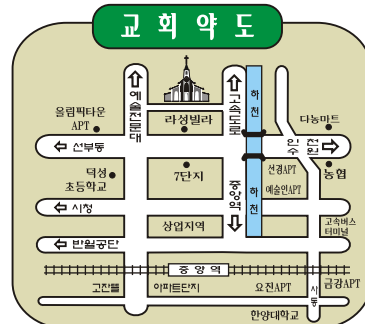 교회약도
올림픽타운
APT
예술전문대
라성빌라
고속도로
하천
다농마트
선부동
인천
수원
덕성
초등학교
7단지
중앙역
하천
선경APT
예술인APT
농협
시청
상업지역
고속버스
터미널
반월공단
중앙역
고잔뜰
아파트단지
요진APT
사동
금강APT
한양대학교